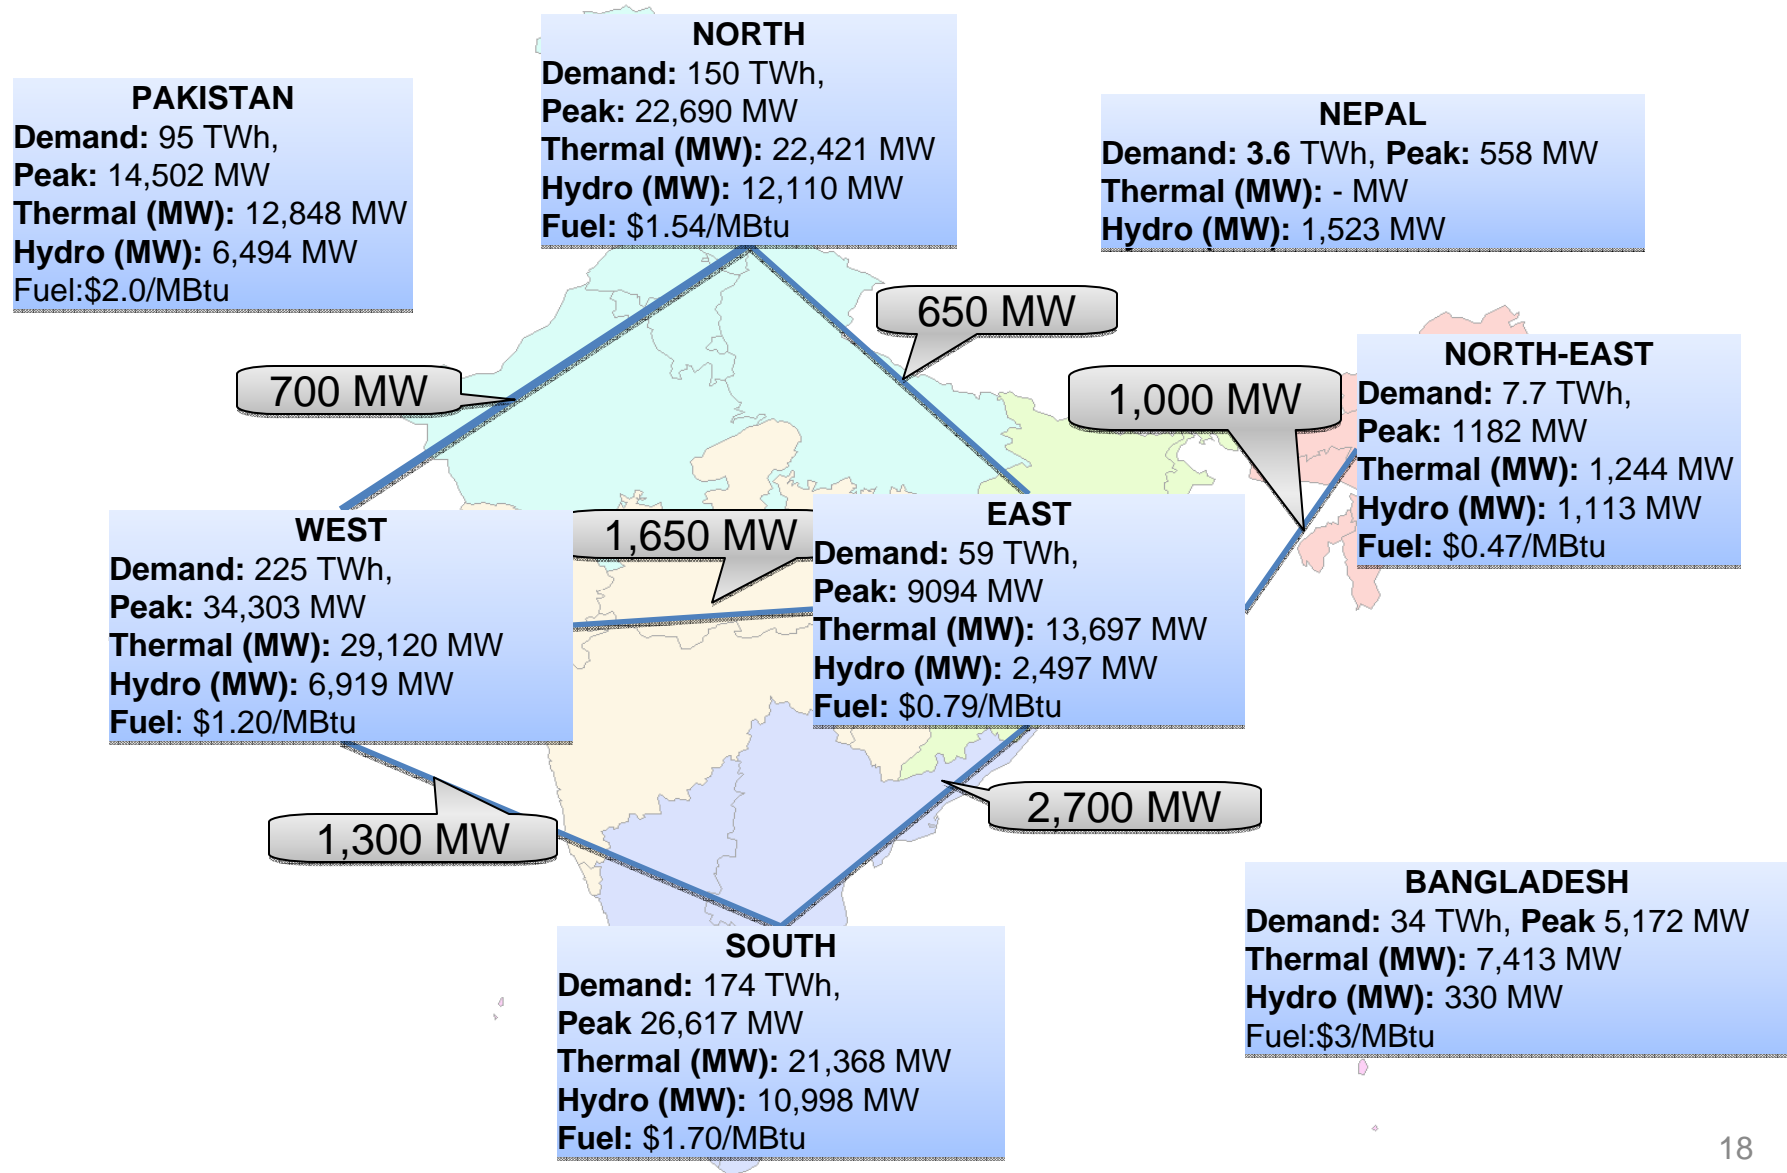 NORTH
Demand: 150 TWh,
Peak: 22,690 MW
Thermal (MW): 22,421 MW
Hydro (MW): 12,110 MW
Fuel: $1.54/MBtu
PAKISTAN
Demand: 95 TWh,
Peak: 14,502 MW
Thermal (MW): 12,848 MW
Hydro (MW): 6,494 MW
Fuel:$2.0/MBtu
NEPAL
Demand: 3.6 TWh, Peak: 558 MW
Thermal (MW): - MW
Hydro (MW): 1,523 MW
650 MW
700 MW
1,000 MW
NORTH-EAST
Demand: 7.7 TWh,
Peak: 1182 MW
Thermal (MW): 1,244 MW
Hydro (MW): 1,113 MW
Fuel: $0.47/MBtu
WEST
Demand: 225 TWh,
Peak: 34,303 MW
Thermal (MW): 29,120 MW
Hydro (MW): 6,919 MW
Fuel: $1.20/MBtu
1,650 MW
EAST
Demand: 59 TWh,
Peak: 9094 MW
Thermal (MW): 13,697 MW
Hydro (MW): 2,497 MW
Fuel: $0.79/MBtu
1,300 MW
2,700 MW
SOUTH
Demand: 174 TWh,
Peak 26,617 MW
Thermal (MW): 21,368 MW
Hydro (MW): 10,998 MW
Fuel: $1.70/MBtu
BANGLADESH
Demand: 34 TWh, Peak 5,172 MW
Thermal (MW): 7,413 MW
Hydro (MW): 330 MW
Fuel:$3/MBtu
18